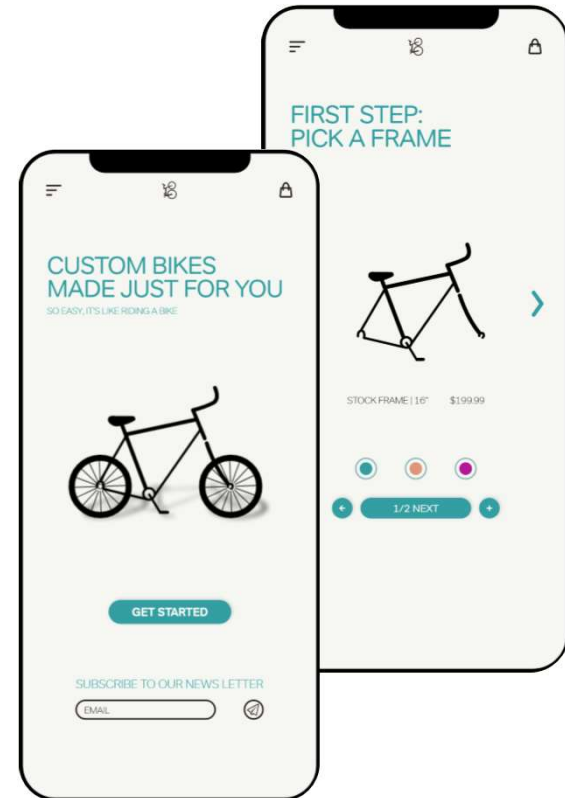 FIRST STEP:
PICK A FRAME
STOCK FRAME | 16" $199.99
1/2 NEXT
CUSTOM BIKES
MADE JUST FOR YOU
SO EASY, IT'S LIKE RIDING A BIKE
GET STARTED
SUBSCRIBE TO OUR NEWS LETTER
EMAIL